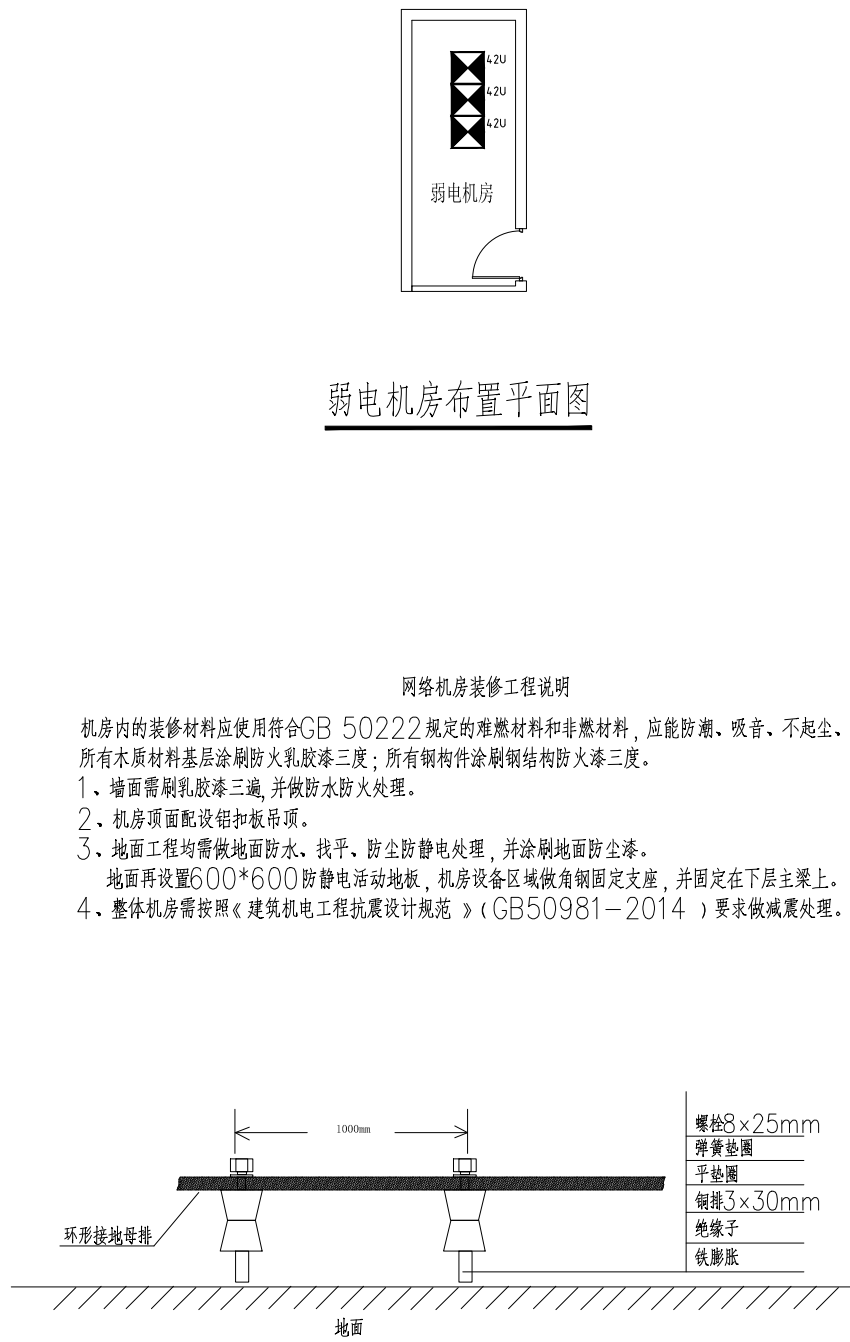 42U
42U
42U
弱电机房
弱电机房布置平面图
网络机房装修工程说明
机房内的装修材料应使用符合GB 50222规定的难燃材料和非燃材料，应能防潮、吸音、不起尘、
所有木质材料基层涂刷防火乳胶漆三度；所有钢构件涂刷钢结构防火漆三度。
1、墙面需刷乳胶漆三遍,并做防水防火处理。
2、机房顶面配设铝扣板吊顶。
3、地面工程均需做地面防水、找平、防尘防静电处理，并涂刷地面防尘漆。
地面再设置600*600防静电活动地板，机房设备区域做角钢固定支座，并固定在下层主梁上。
4、整体机房需按照《 建筑机电工程抗震设计规范 》（GB50981-2014 ）要求做减震处理。
1000mm
螺栓8×25mm
弹簧垫圈
平垫圈
铜排3×30mm
绝缘子
铁膨胀
环形接地母排
地面